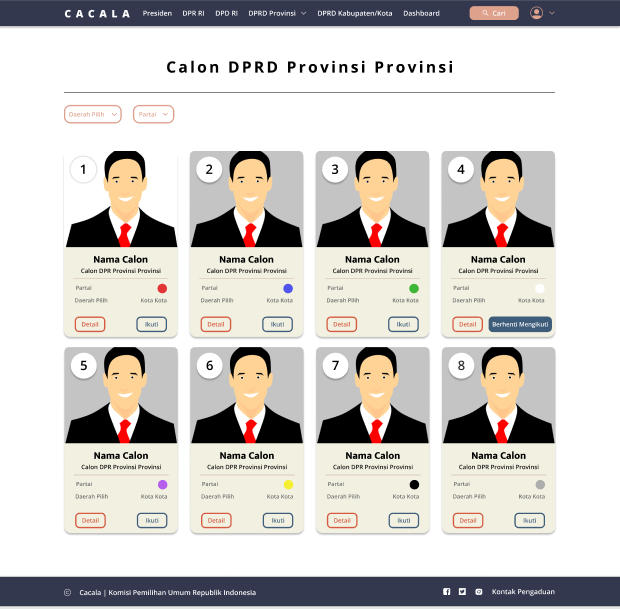 CACALA Presiden DPR RI DPD RI DPRD Provinsi DPRD Kabupaten/Kota Dashboard Cari
Calon DPRD Provinsi Provinsi
Daerah Pilih Partai
1 2 3 4
Nama Calon Nama Calon Nama Calon Nama Calon
Calon DPR Provinsi Provinsi Calon DPR Provinsi Provinsi Calon DPR Provinsi Provinsi Calon DPR Provinsi Provinsi
Partai Partai Partai Partai
Daerah Pilih Kota Kota Daerah Pilih Kota Kota Daerah Pilih Kota Kota Daerah Pilih Kota Kota
Detail Ikuti Detail Ikuti Detail Ikuti Detail Berhenti Mengikuti
5 6 7 8
Nama Calon Nama Calon Nama Calon Nama Calon
Calon DPR Provinsi Provinsi Calon DPR Provinsi Provinsi Calon DPR Provinsi Provinsi Calon DPR Provinsi Provinsi
Partai Partai Partai Partai
Daerah Pilih Kota Kota Daerah Pilih Kota Kota Daerah Pilih Kota Kota Daerah Pilih Kota Kota
Detail Ikuti Detail Ikuti Detail Ikuti Detail Ikuti
© Cacala | Komisi Pemilihan Umum Republik Indonesia Kontak Pengaduan